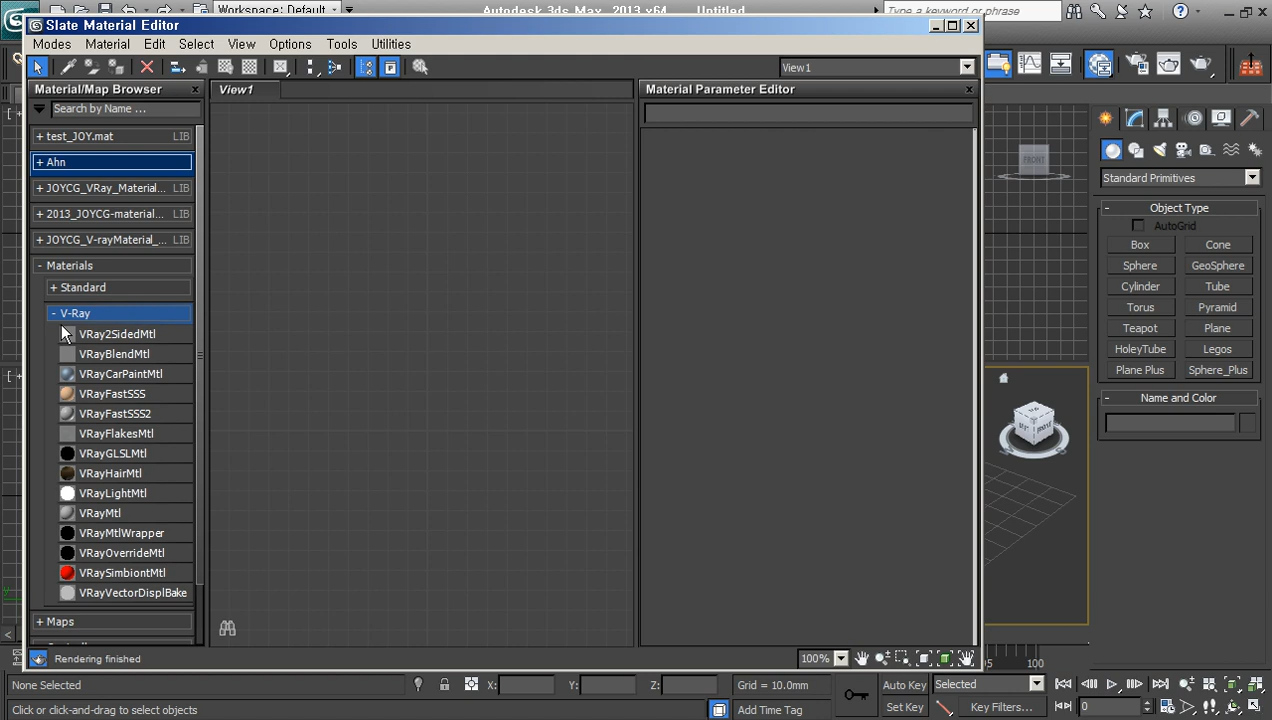 Workspace: Default
Autodesk 3ds Max 2013 x64
Untitled
Type a keyword or phrase
Slate Material Editor
Modes Material Edit Select View Options Tools Utilities
View1
Material/Map Browser
View1
Material Parameter Editor
Search by Name ...
+ test_JOY.mat LIB
+ Ahn
+ JOYCG_VRay_Material... LIB
+ 2013_JOYCG-material... LIB
+ JOYCG_V-rayMaterial_... LIB
- Materials
+ Standard
- V-Ray
VRay2SidedMtl
VRayBlendMtl
VRayCarPaintMtl
VRayFastSSS
VRayFastSSS2
VRayFlakesMtl
VRayGLSLMtl
VRayHairMtl
VRayLightMtl
VRayMtl
VRayMtlWrapper
VRayOverrideMtl
VRaySimbiontMtl
VRayVectorDisplBake
+ Maps
Rendering finished
100%
FRONT
Standard Primitives
- Object Type
AutoGrid
Box Cone
Sphere GeoSphere
Cylinder Tube
Torus Pyramid
Teapot Plane
HoleyTube Legos
Plane Plus Sphere_Plus
- Name and Color
100
None Selected
X: Y: Z:
Grid = 10.0mm
Auto Key
Selected
Click or click-and-drag to select objects
Add Time Tag
Set Key
Key Filters...
0